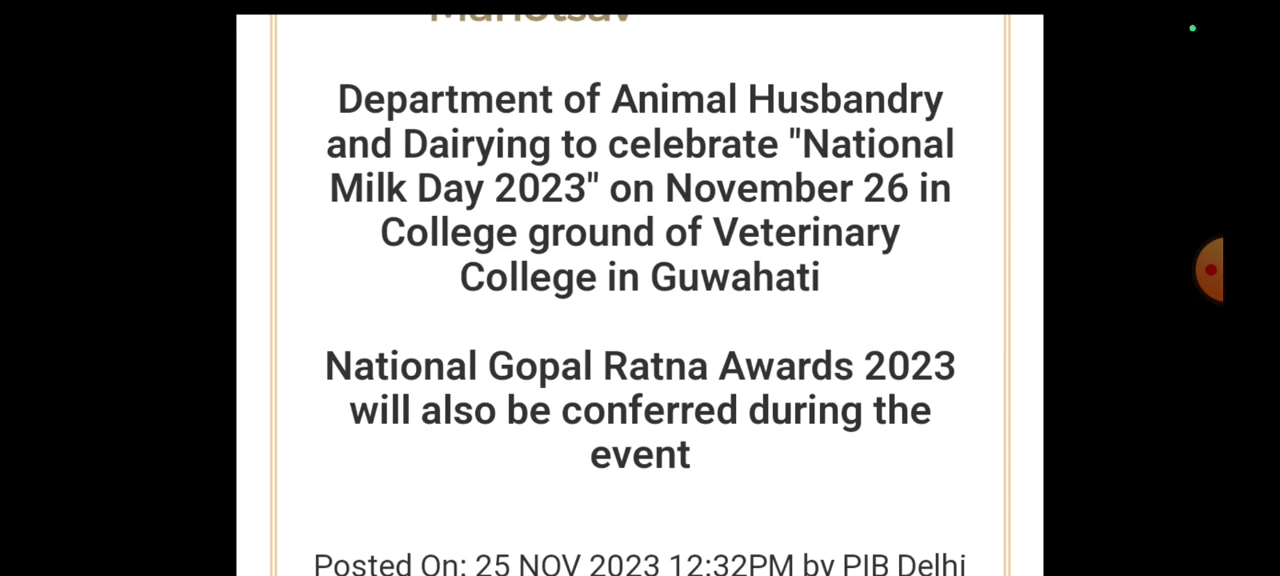 Mahotsav
Department of Animal Husbandry
and Dairying to celebrate "National
Milk Day 2023" on November 26 in
College ground of Veterinary
College in Guwahati
National Gopal Ratna Awards 2023
will also be conferred during the
event
Posted On: 25 NOV 2023 12:32PM by PIB Delhi